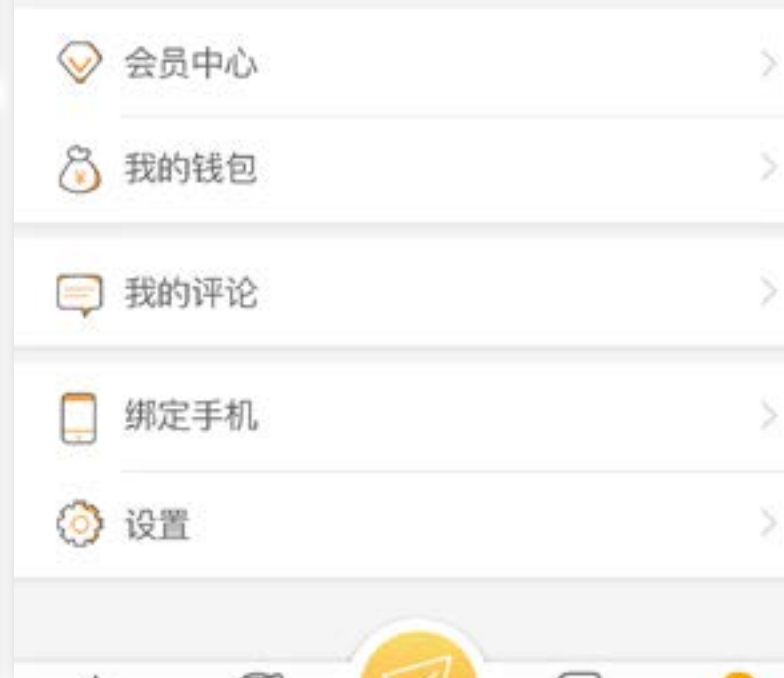 会员中心
我的钱包
我的评论
绑定手机
设置